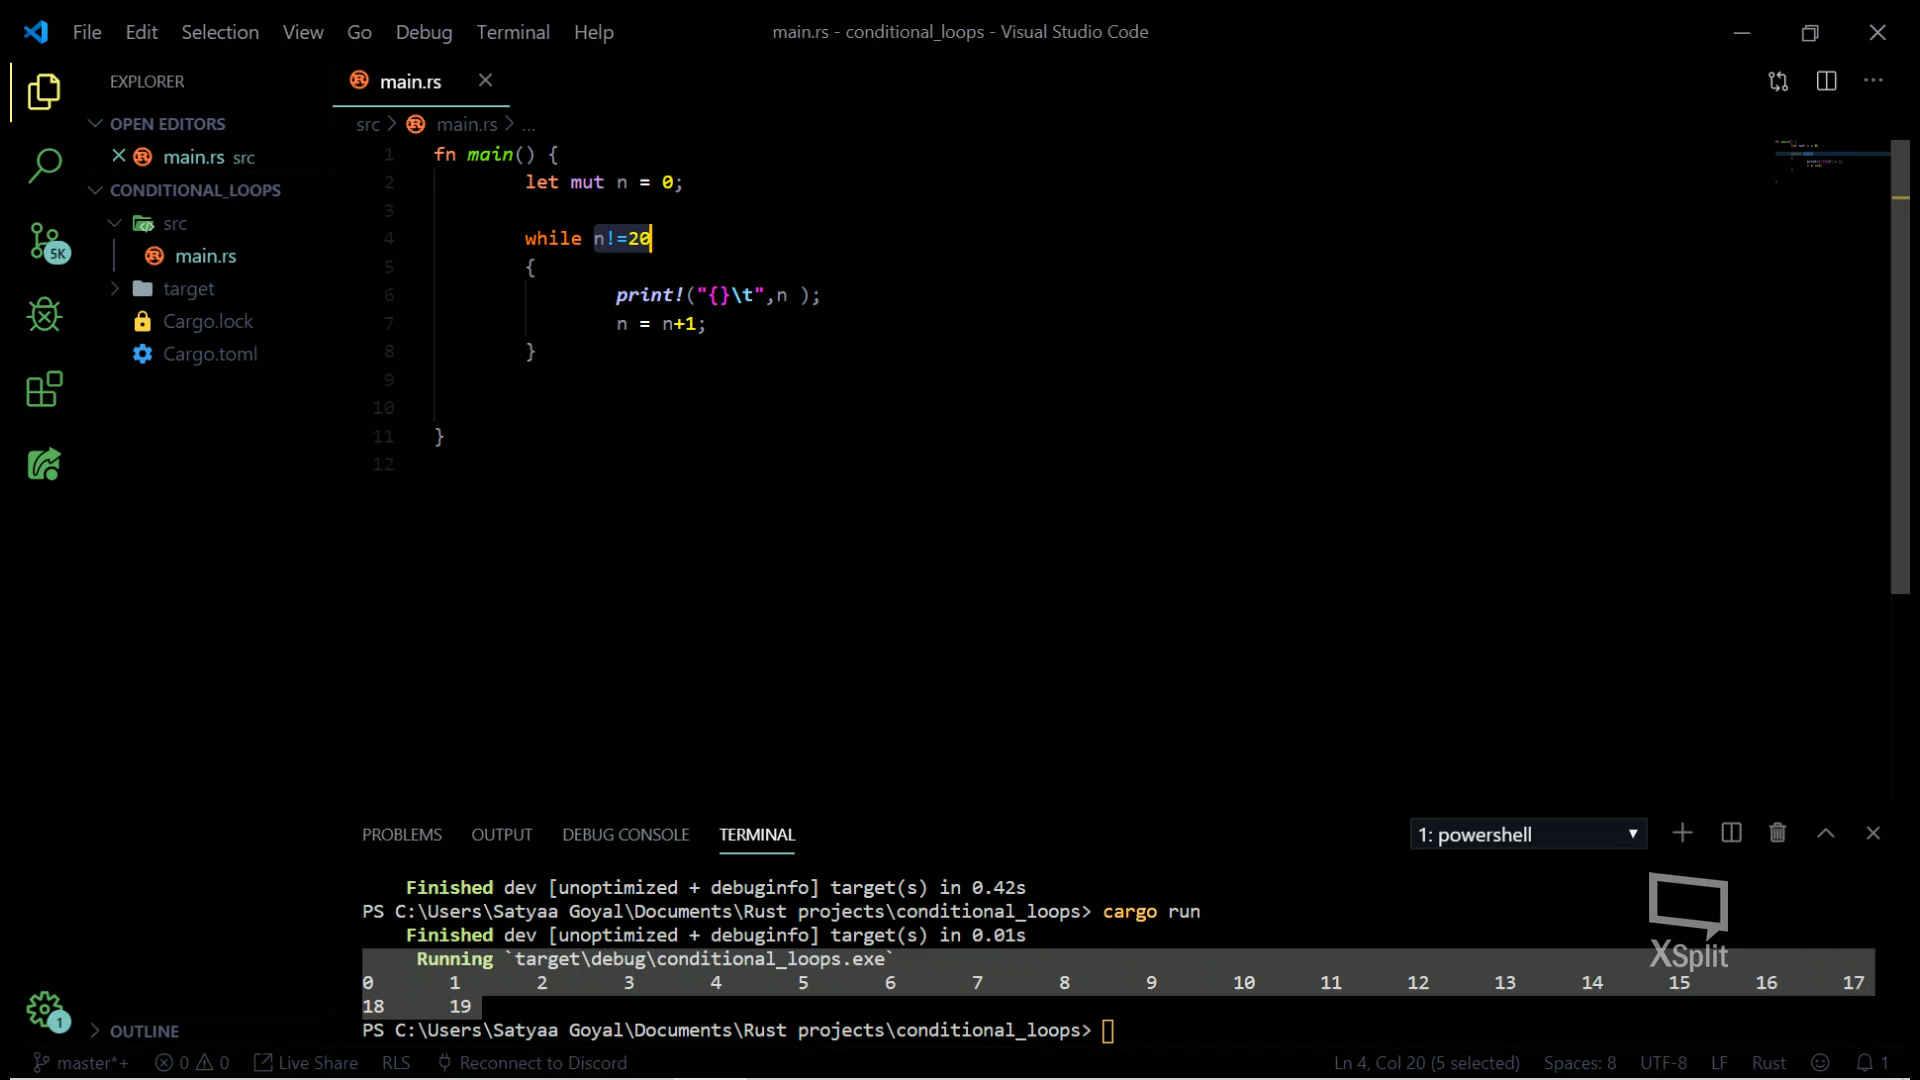 File Edit Selection View Go Debug Terminal Help
main.rs - conditional_loops - Visual Studio Code
EXPLORER
main.rs
OPEN EDITORS
src > main.rs > ...
main.rs src
CONDITIONAL_LOOPS
src
main.rs
target
Cargo.lock
Cargo.toml
5K
1 fn main() {
2 let mut n = 0;
3
4 while n!=20
5 {
6 print!("{}\t",n );
7 n = n+1;
8 }
9
10
11 }
12
PROBLEMS OUTPUT DEBUG CONSOLE TERMINAL
1: powershell
Finished dev [unoptimized + debuginfo] target(s) in 0.42s
PS C:\Users\Satyaa Goyal\Documents\Rust projects\conditional_loops> cargo run
Finished dev [unoptimized + debuginfo] target(s) in 0.01s
Running `target\debug\conditional_loops.exe`
0 1 2 3 4 5 6 7 8 9 10 11 12 13 14 15 16 17
18 19
PS C:\Users\Satyaa Goyal\Documents\Rust projects\conditional_loops>
XSplit
1
OUTLINE
master*+ 0 0 Live Share RLS Reconnect to Discord
Ln 4, Col 20 (5 selected) Spaces: 8 UTF-8 LF Rust 1